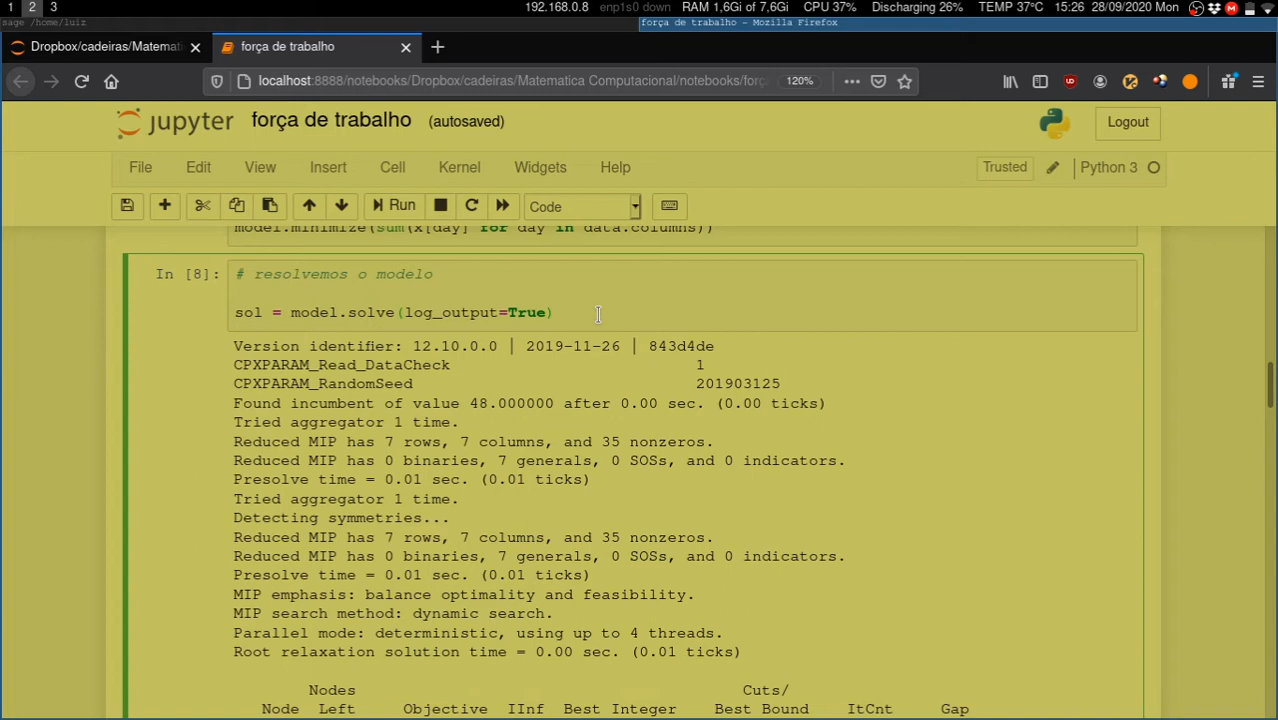 1 2 3 192.168.0.8 enp1s0 down RAM 1,6Gi of 7,6Gi CPU 37% Discharging 26% TEMP 37°C 15:26 28/09/2020 Mon
sage /home/luiz força de trabalho - Mozilla Firefox
Dropbox/cadeiras/Matema força de trabalho
localhost:8888/notebooks/Dropbox/cadeiras/Matematica Computacional/notebooks/for 120%
jupyter força de trabalho (autosaved) Logout
File Edit View Insert Cell Kernel Widgets Help Trusted Python 3
Run Code
model.minimize(sum(x[day] for day in data.columns))
In [8]: # resolvemos o modelo
sol = model.solve(log_output=True)
Version identifier: 12.10.0.0 | 2019-11-26 | 843d4de
CPXPARAM_Read_DataCheck 1
CPXPARAM_RandomSeed 201903125
Found incumbent of value 48.000000 after 0.00 sec. (0.00 ticks)
Tried aggregator 1 time.
Reduced MIP has 7 rows, 7 columns, and 35 nonzeros.
Reduced MIP has 0 binaries, 7 generals, 0 SOSs, and 0 indicators.
Presolve time = 0.01 sec. (0.01 ticks)
Tried aggregator 1 time.
Detecting symmetries...
Reduced MIP has 7 rows, 7 columns, and 35 nonzeros.
Reduced MIP has 0 binaries, 7 generals, 0 SOSs, and 0 indicators.
Presolve time = 0.01 sec. (0.01 ticks)
MIP emphasis: balance optimality and feasibility.
MIP search method: dynamic search.
Parallel mode: deterministic, using up to 4 threads.
Root relaxation solution time = 0.00 sec. (0.01 ticks)
Nodes Cuts/
Node Left Objective IInf Best Integer Best Bound ItCnt Gap